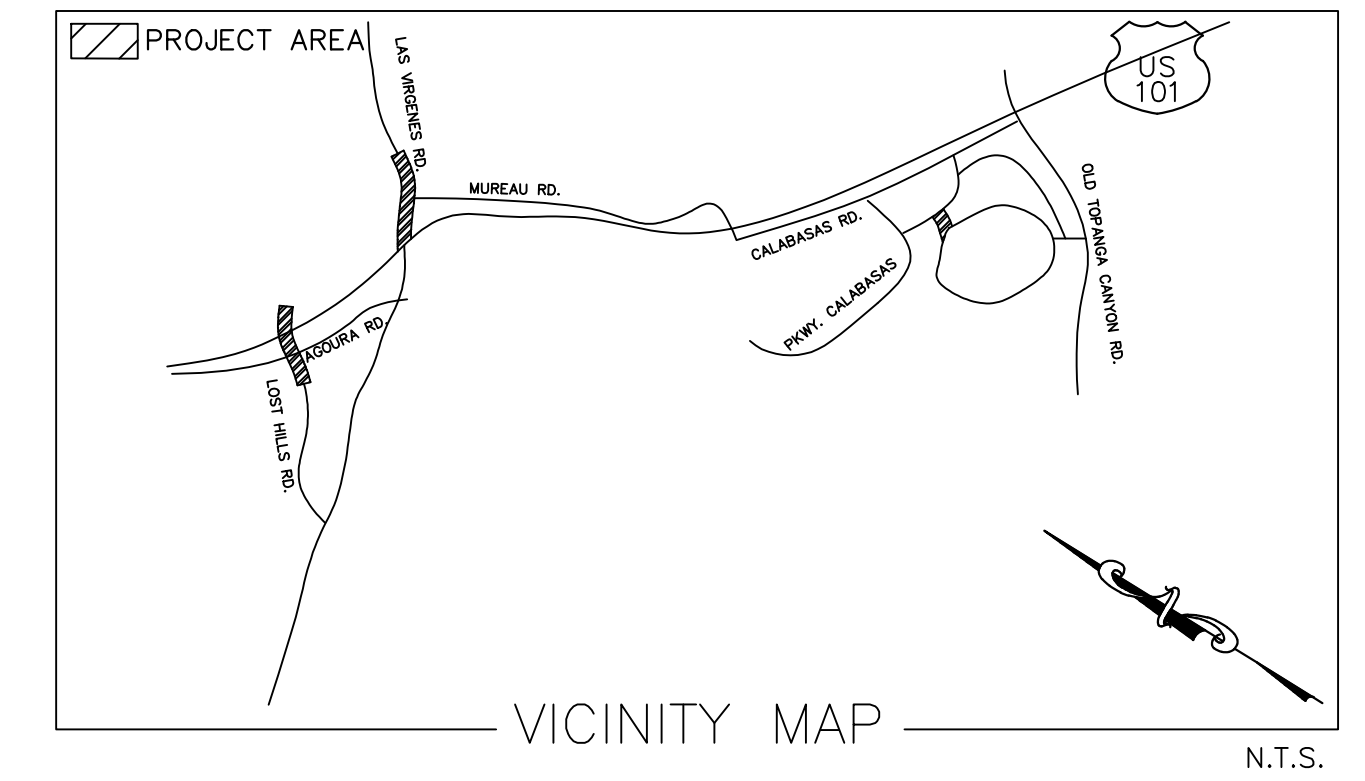 PROJECT AREA
LAS VIRGENES RD.
US
101
MUREAU RD.
OLD TOPANGA CANYON RD.
CALABASAS RD.
PKWY. CALABASAS
AGOURA RD.
LOST HILLS RD.
N
VICINITY MAP
N.T.S.